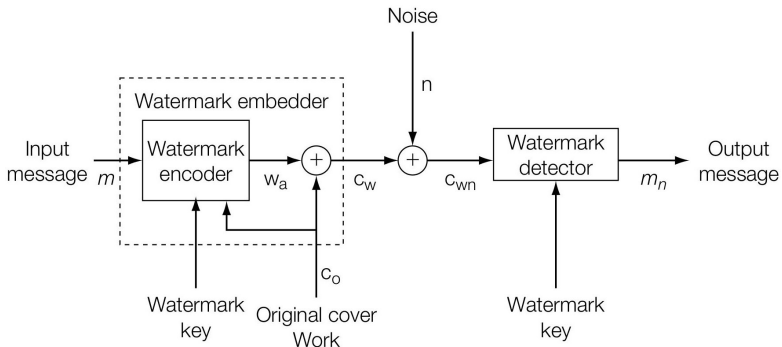 Noise
n
Watermark embedder
Input
message
m
Watermark
encoder
wa
+
cw
+
cwn
Watermark
detector
mn
Output
message
co
Watermark
key
Original cover
Work
Watermark
key